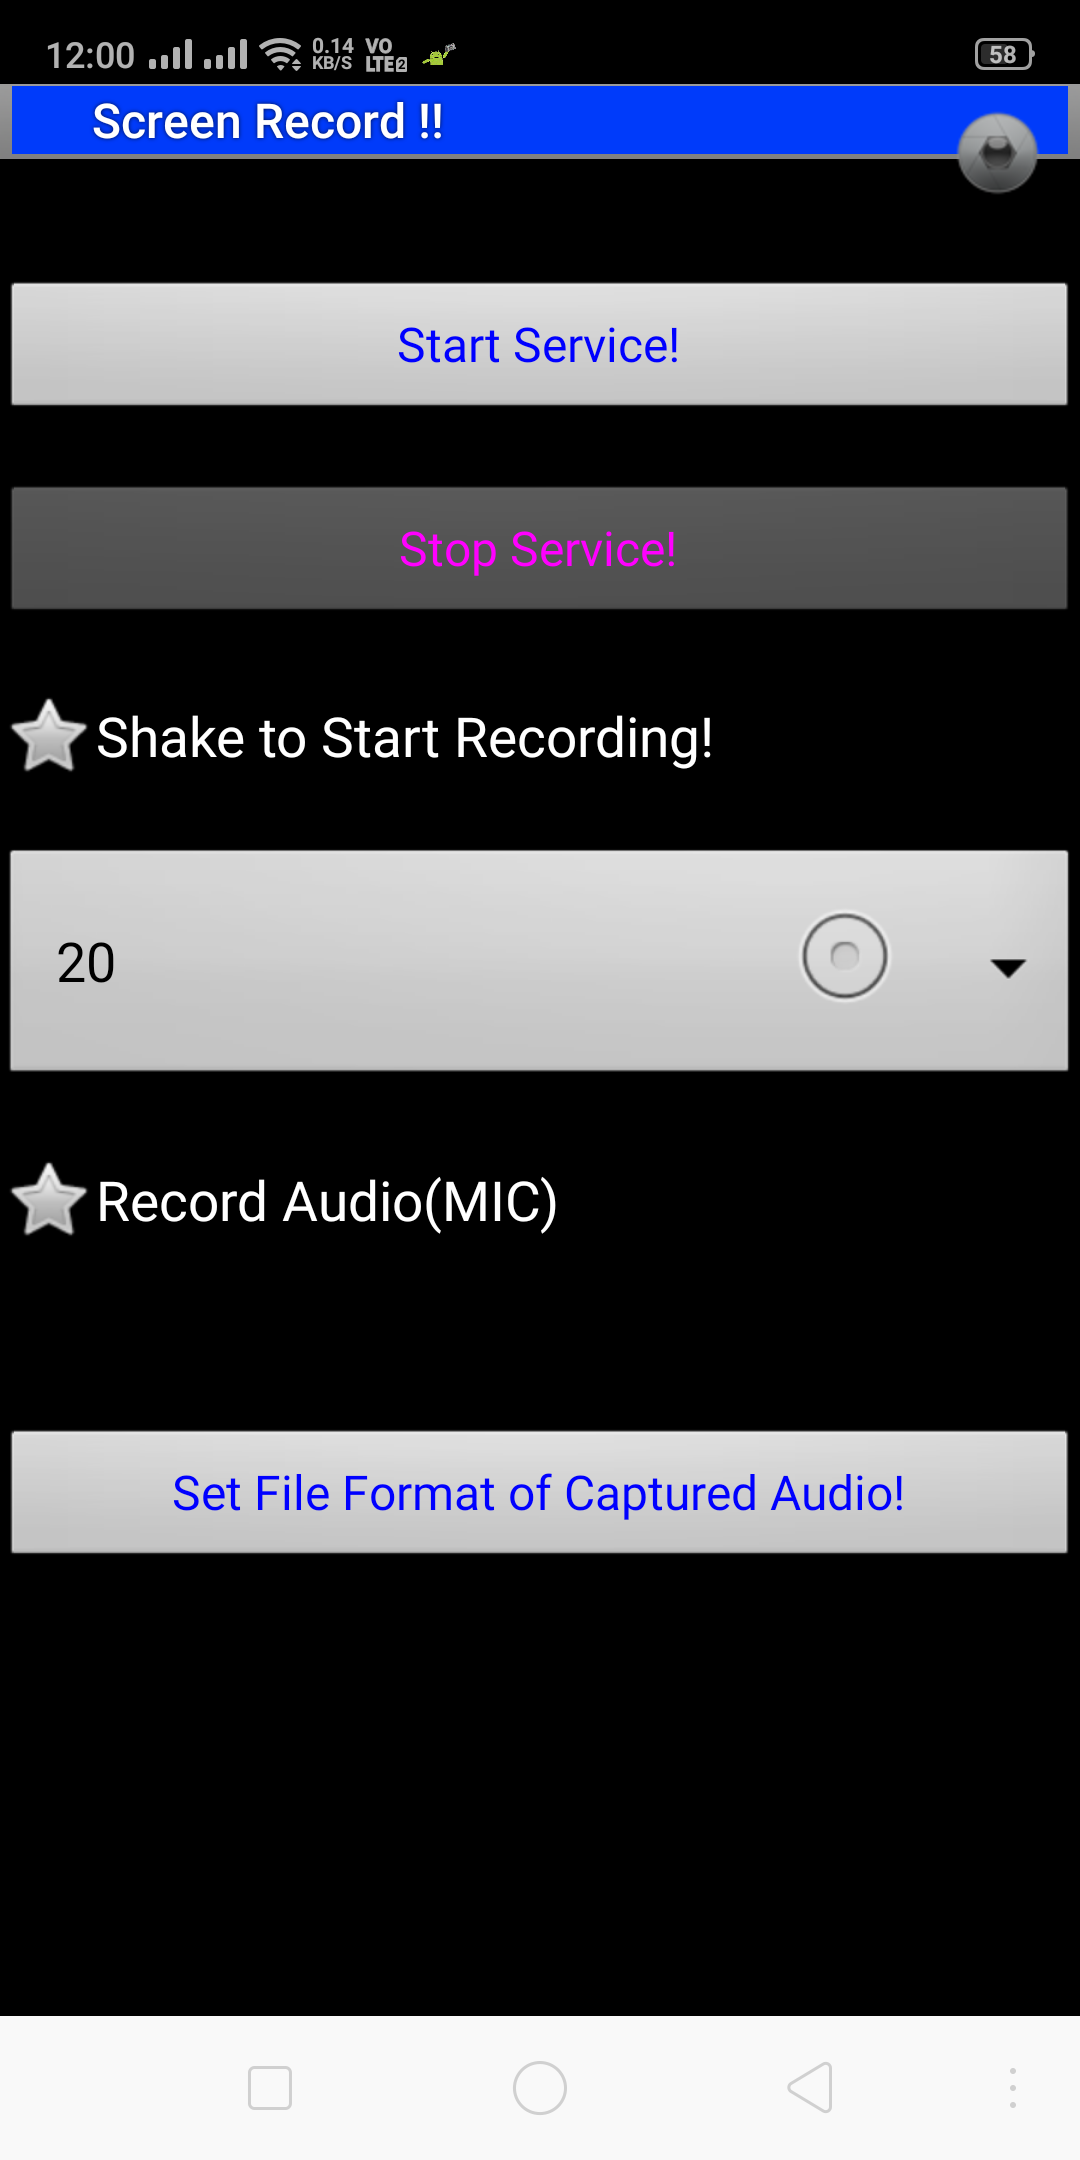 12:00 0.14 KB/S VO LTE2 58
Screen Record !!
Start Service!
Stop Service!
Shake to Start Recording!
20
Record Audio(MIC)
Set File Format of Captured Audio!